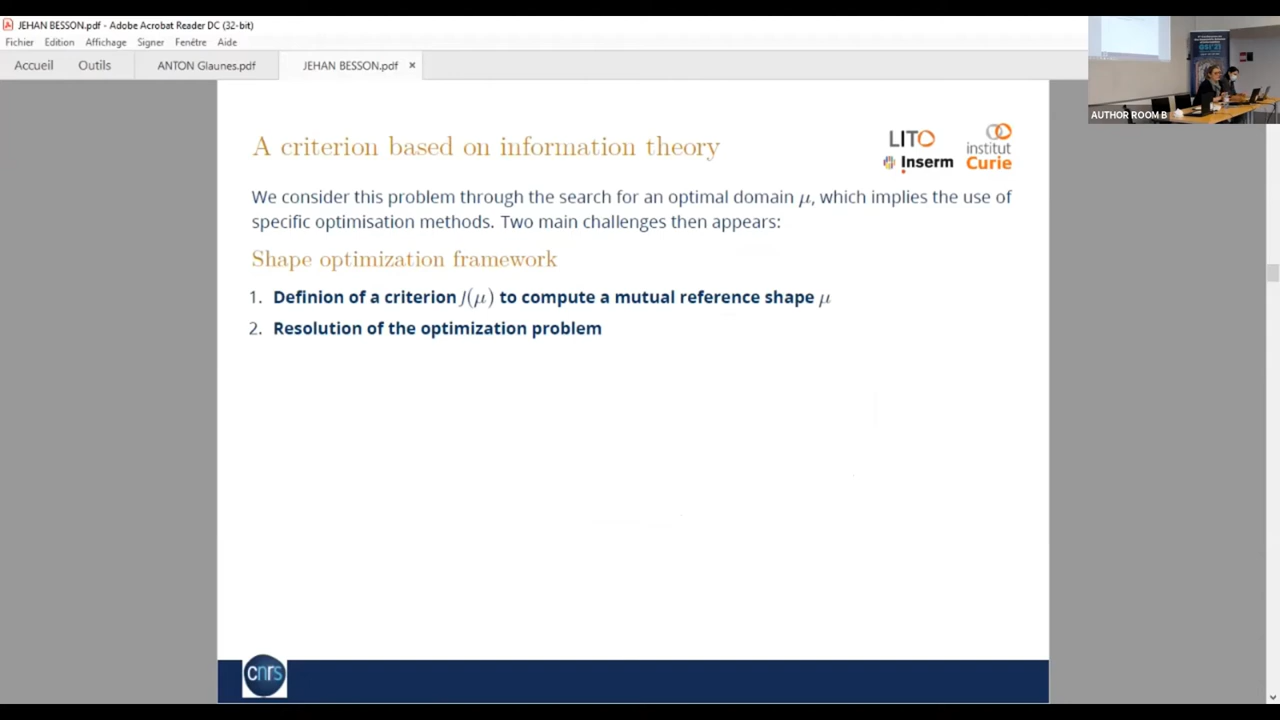 JEHAN BESSON.pdf - Adobe Acrobat Reader DC (32-bit)
Fichier Edition Affichage Signer Fenêtre Aide
Accueil Outils ANTON Glaunes.pdf JEHAN BESSON.pdf ×
GSI'21
AUTHOR ROOM B
A criterion based on information theory
LITO
Inserm
institut
Curie
We consider this problem through the search for an optimal domain μ, which implies the use of
specific optimisation methods. Two main challenges then appears:
Shape optimization framework
1. Definion of a criterion J(μ) to compute a mutual reference shape μ
2. Resolution of the optimization problem
cnrs